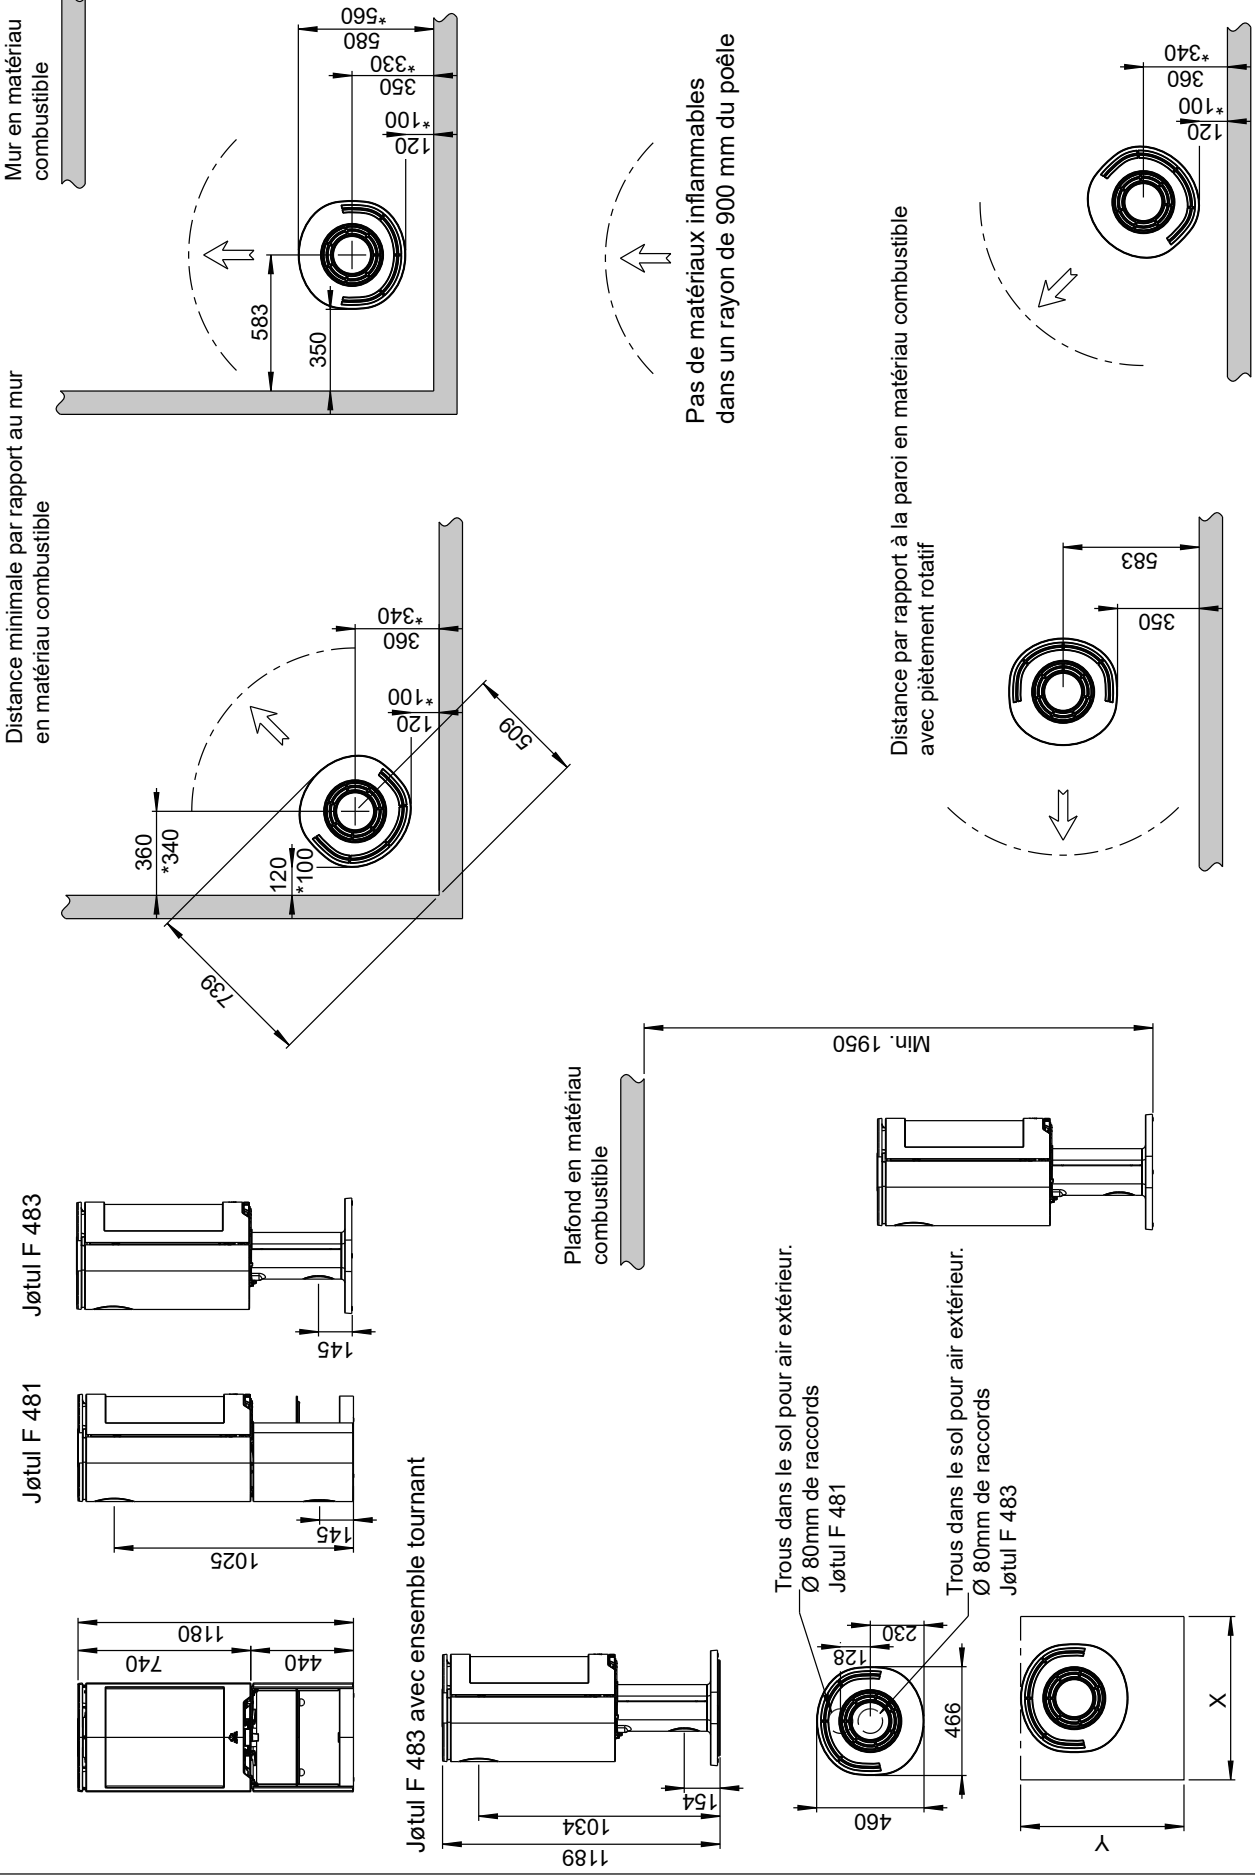 Jøtul F 481
Jøtul F 483
1180
740
440
1025
145
145
Jøtul F 483 avec ensemble tournant
1189
1034
154
Trous dans le sol pour air extérieur.
Ø 80mm de raccords
Jøtul F 481
Trous dans le sol pour air extérieur.
Ø 80mm de raccords
Jøtul F 483
128
230
466
460
X
Y
Plafond en matériau
combustible
Min. 1950
Distance minimale par rapport au mur
en matériau combustible
360
*340
120
*100
739
509
360
*340
120
*100
Mur en matériau
combustible
583
350
580
*560
350
*330
120
*100
Pas de matériaux inflammables
dans un rayon de 900 mm du poêle
Distance par rapport à la paroi en matériau combustible
avec piètement rotatif
583
350
360
*340
120
*100